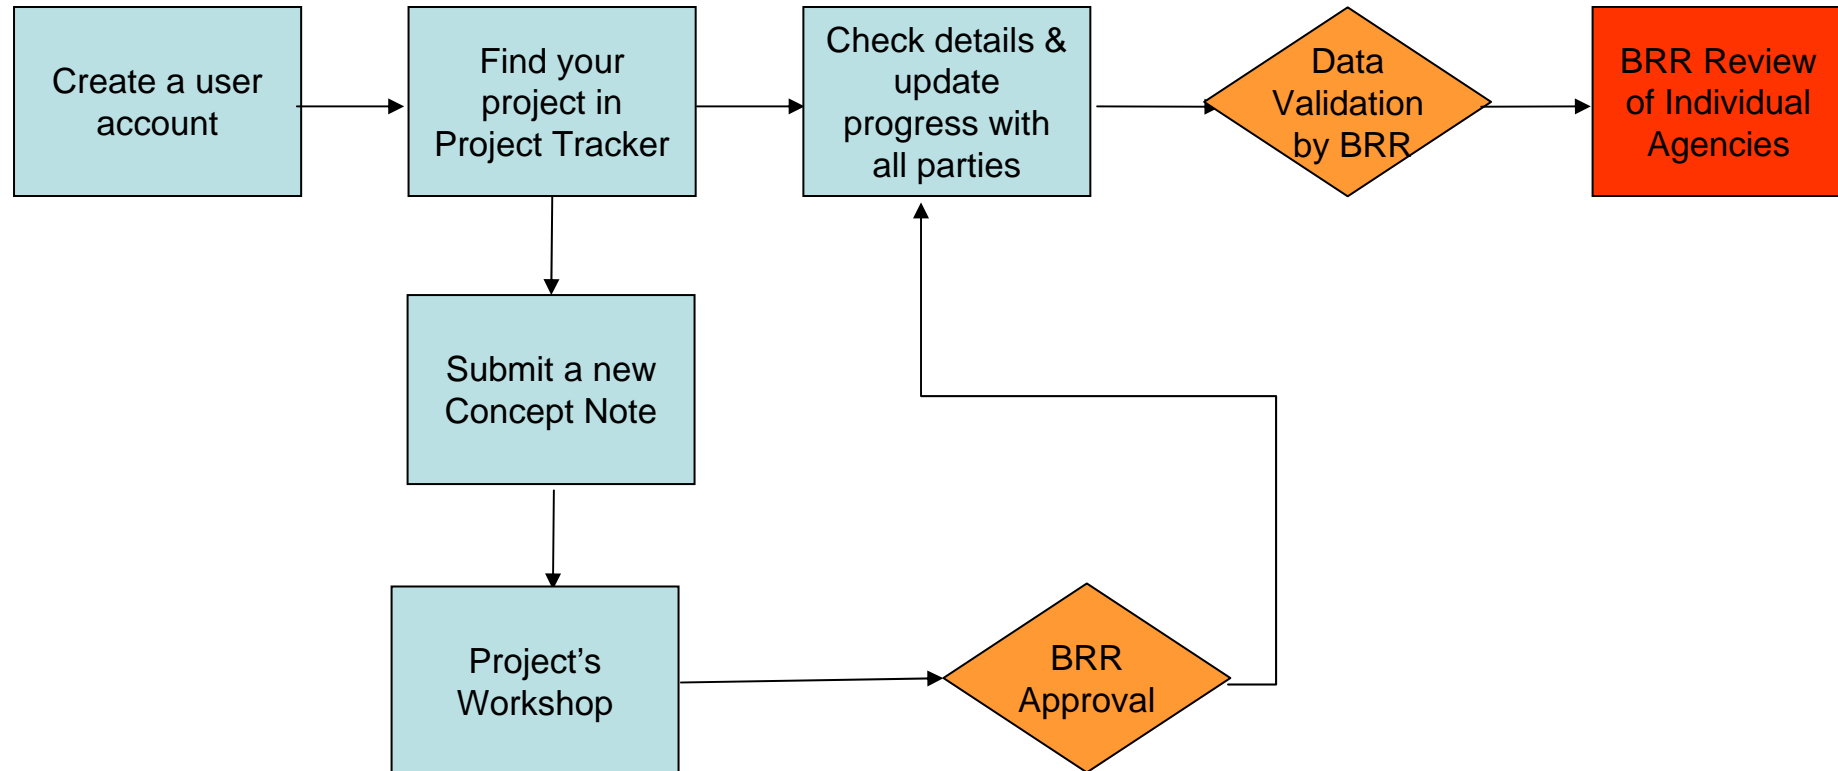 Create a user
account
Find your
project in
Project Tracker
Check details &
update
progress with
all parties
Data
Validation
by BRR
BRR Review
of Individual
Agencies
Submit a new
Concept Note
Project’s
Workshop
BRR
Approval